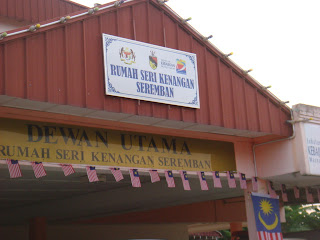 RUMAH SERI KENANGAN
SEREMBAN
DEWAN UTAMA
RUMAH SERI KENANGAN SEREMBAN